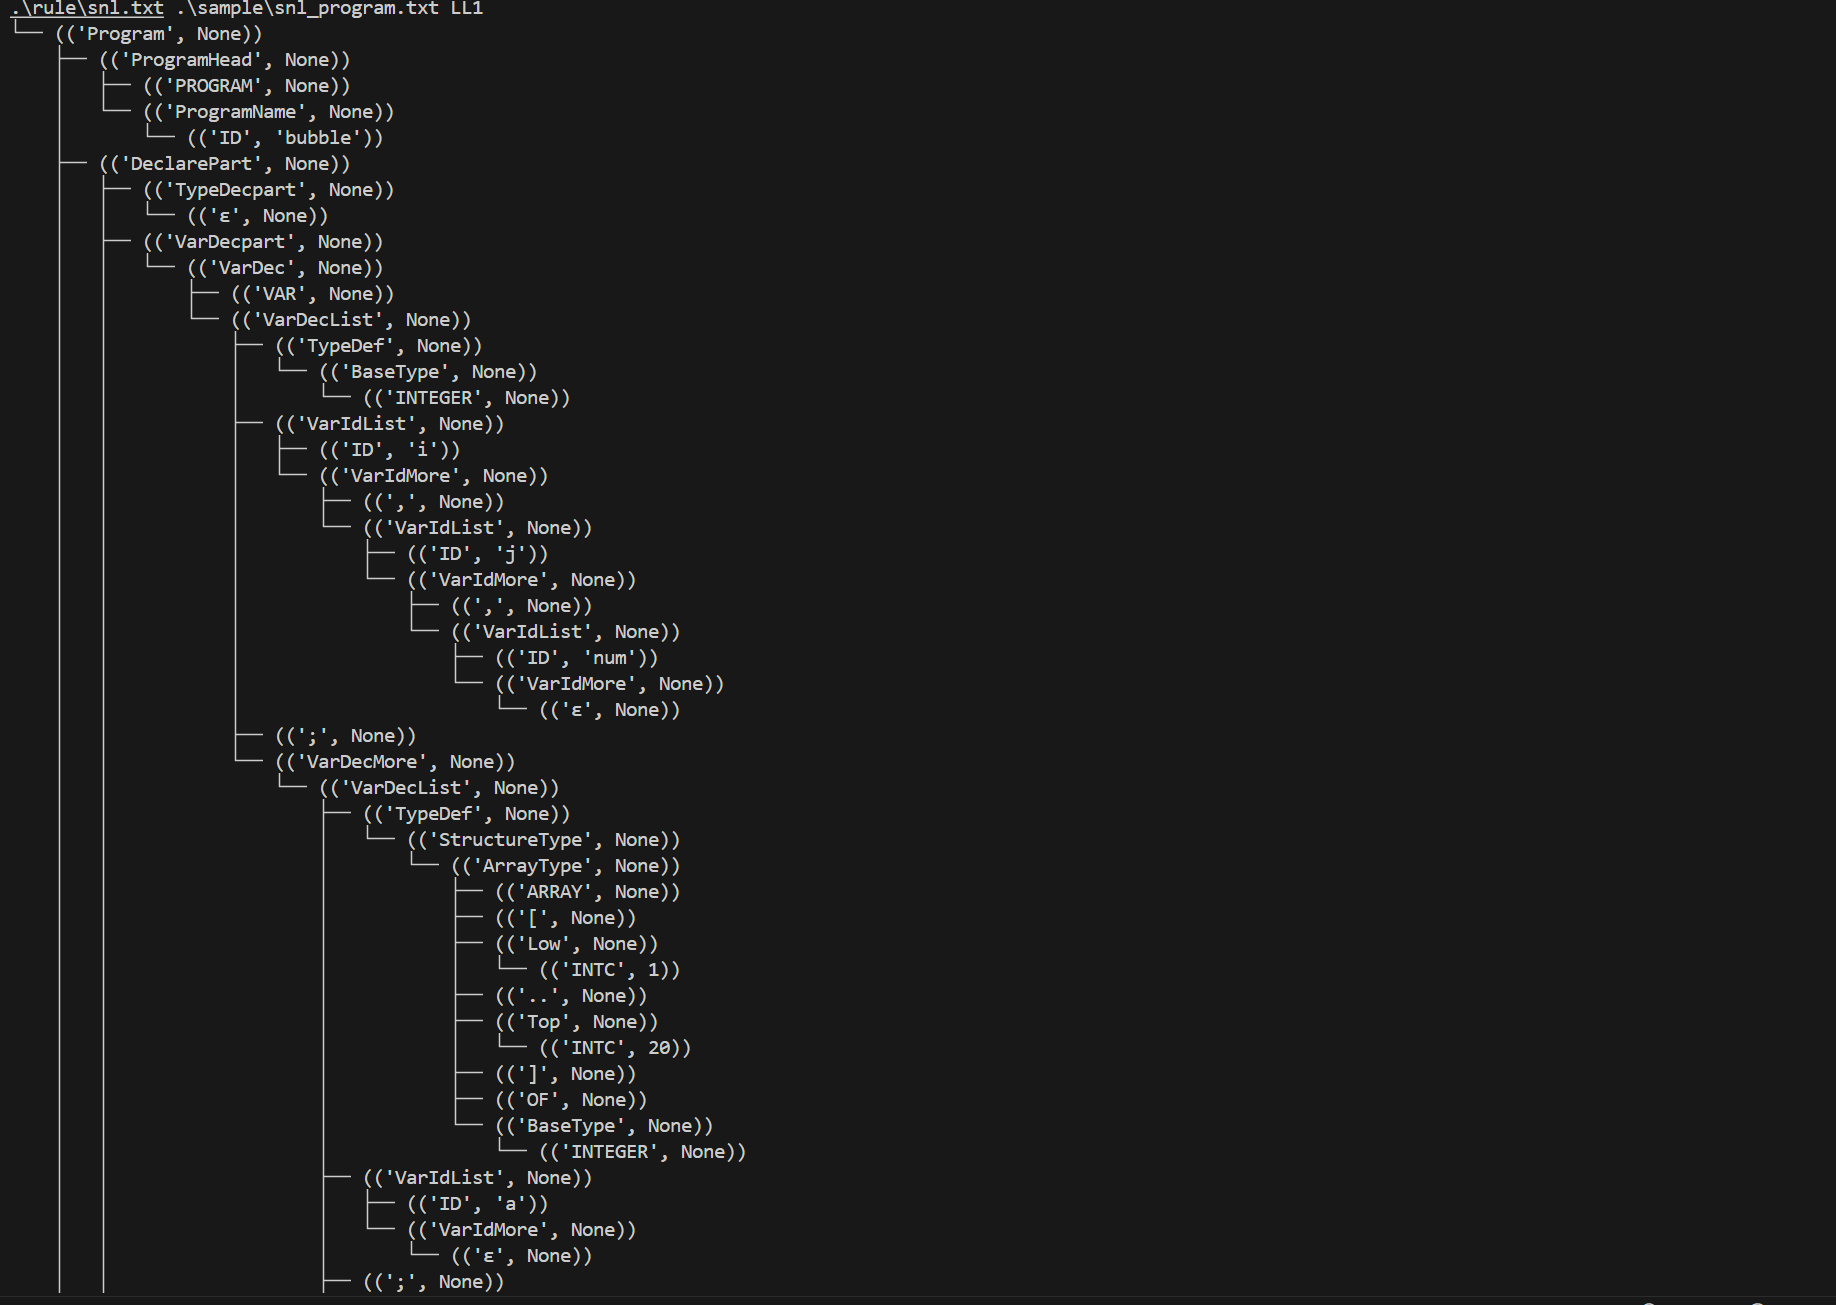 .\rule\snl.txt .\sample\snl_program.txt LL1
└── (('Program', None))
    ├── (('ProgramHead', None))
    │   ├── (('PROGRAM', None))
    │   └── (('ProgramName', None))
    │       └── (('ID', 'bubble'))
    ├── (('DeclarePart', None))
    │   ├── (('TypeDecpart', None))
    │   │   └── (('ε', None))
    │   ├── (('VarDecpart', None))
    │   │   └── (('VarDec', None))
    │   │       ├── (('VAR', None))
    │   │       └── (('VarDecList', None))
    │   │           ├── (('TypeDef', None))
    │   │           │   └── (('BaseType', None))
    │   │           │       └── (('INTEGER', None))
    │   │           ├── (('VarIdList', None))
    │   │           │   ├── (('ID', 'i'))
    │   │           │   └── (('VarIdMore', None))
    │   │           │       ├── ((',', None))
    │   │           │       └── (('VarIdList', None))
    │   │           │           ├── (('ID', 'j'))
    │   │           │           └── (('VarIdMore', None))
    │   │           │               ├── ((',', None))
    │   │           │               └── (('VarIdList', None))
    │   │           │                   ├── (('ID', 'num'))
    │   │           │                   └── (('VarIdMore', None))
    │   │           │                       └── (('ε', None))
    │   │           ├── ((';', None))
    │   │           └── (('VarDecMore', None))
    │   │               └── (('VarDecList', None))
    │   │                   ├── (('TypeDef', None))
    │   │                   │   └── (('StructureType', None))
    │   │                   │       └── (('ArrayType', None))
    │   │                   │           ├── (('ARRAY', None))
    │   │                   │           ├── (('[', None))
    │   │                   │           ├── (('Low', None))
    │   │                   │           │   └── (('INTC', 1))
    │   │                   │           ├── (('..', None))
    │   │                   │           ├── (('Top', None))
    │   │                   │           │   └── (('INTC', 20))
    │   │                   │           ├── ((']', None))
    │   │                   │           ├── (('OF', None))
    │   │                   │           └── (('BaseType', None))
    │   │                   │               └── (('INTEGER', None))
    │   │                   ├── (('VarIdList', None))
    │   │                   │   ├── (('ID', 'a'))
    │   │                   │   └── (('VarIdMore', None))
    │   │                   │       └── (('ε', None))
    │   │                   ├── ((';', None))